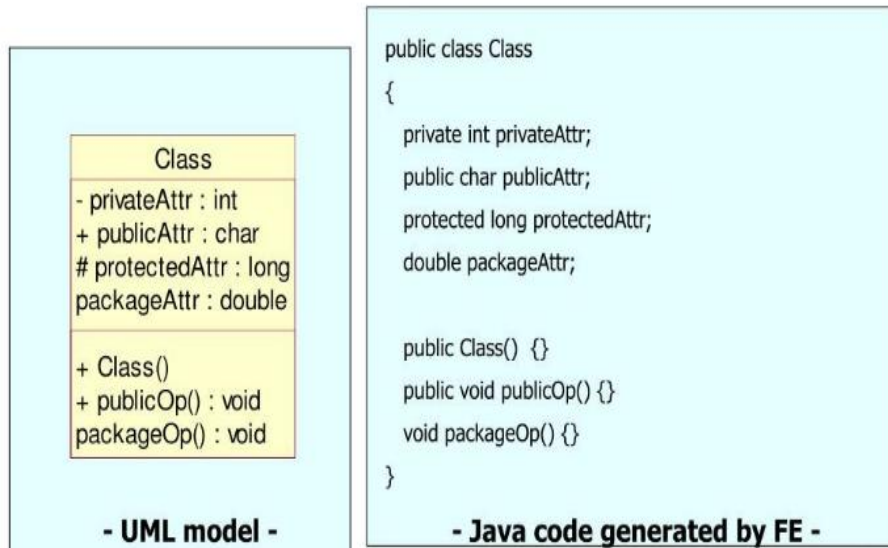 Class
- privateAttr : int
+ publicAttr : char
# protectedAttr : long
packageAttr : double
+ Class()
+ publicOp() : void
packageOp() : void
- UML model -
public class Class
{
private int privateAttr;
public char publicAttr;
protected long protectedAttr;
double packageAttr;
public Class() {}
public void publicOp() {}
void packageOp() {}
}
- Java code generated by FE -